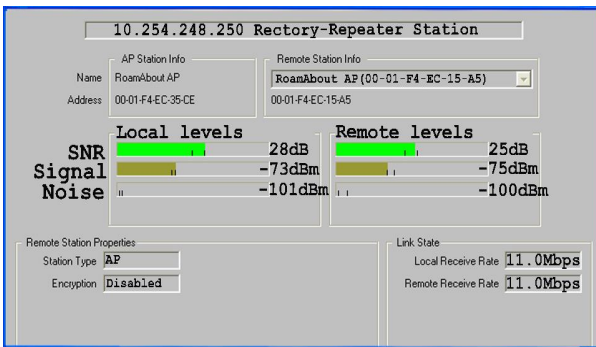 10.254.248.250 Rectory-Repeater Station
AP Station Info
Remote Station Info
Name RoamAbout AP
RoamAbout AP(00-01-F4-EC-15-A5)
Address 00-01-F4-EC-35-CE
00-01-F4-EC-15-A5
Local levels
Remote levels
SNR 28dB 25dB
Signal -73dBm -75dBm
Noise -101dBm -100dBm
Remote Station Properties
Link State
Station Type AP
Local Receive Rate 11.0Mbps
Encryption Disabled
Remote Receive Rate 11.0Mbps